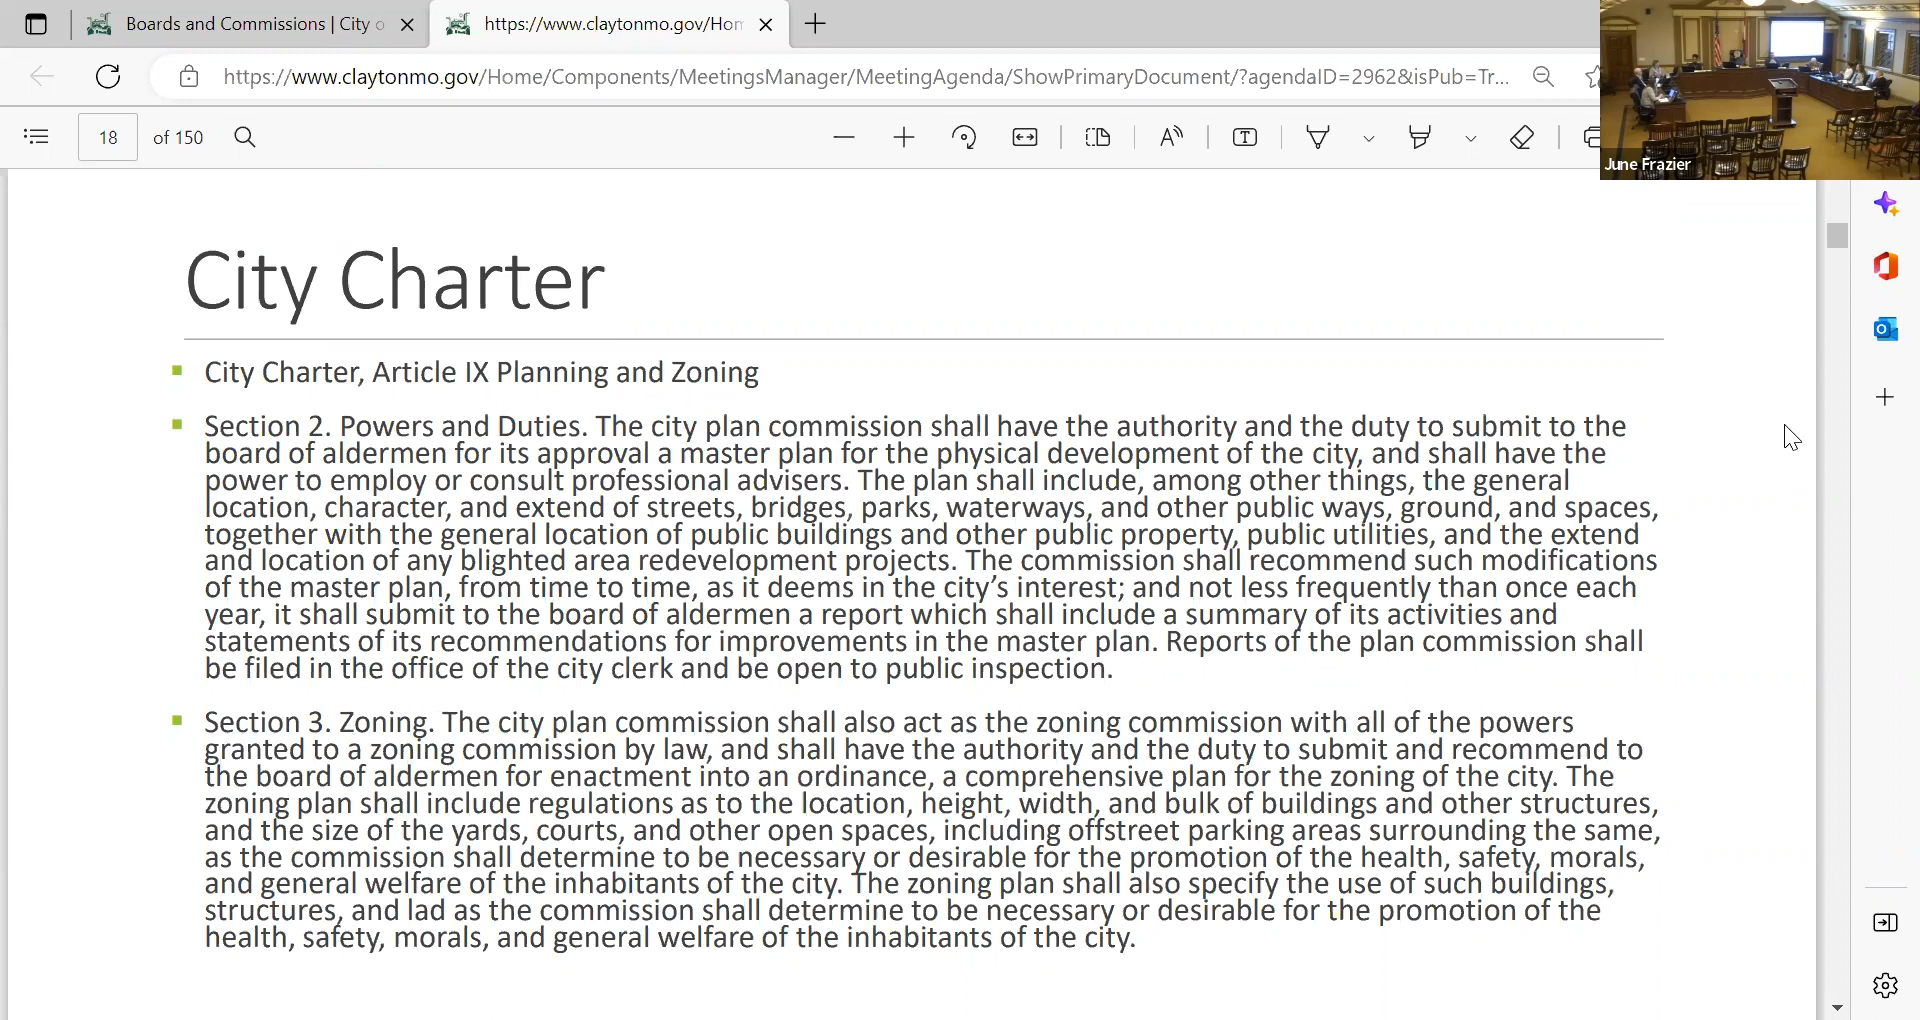 Boards and Commissions | City o
https://www.claytonmo.gov/Hom
https://www.claytonmo.gov/Home/Components/MeetingsManager/MeetingAgenda/ShowPrimaryDocument/?agendaID=2962&isPub=Tr...
18 of 150
June Frazier
City Charter
City Charter, Article IX Planning and Zoning
Section 2. Powers and Duties. The city plan commission shall have the authority and the duty to submit to the
board of aldermen for its approval a master plan for the physical development of the city, and shall have the
power to employ or consult professional advisers. The plan shall include, among other things, the general
location, character, and extend of streets, bridges, parks, waterways, and other public ways, ground, and spaces,
together with the general location of public buildings and other public property, public utilities, and the extend
and location of any blighted area redevelopment projects. The commission shall recommend such modifications
of the master plan, from time to time, as it deems in the city's interest; and not less frequently than once each
year, it shall submit to the board of aldermen a report which shall include a summary of its activities and
statements of its recommendations for improvements in the master plan. Reports of the plan commission shall
be filed in the office of the city clerk and be open to public inspection.
Section 3. Zoning. The city plan commission shall also act as the zoning commission with all of the powers
granted to a zoning commission by law, and shall have the authority and the duty to submit and recommend to
the board of aldermen for enactment into an ordinance, a comprehensive plan for the zoning of the city. The
zoning plan shall include regulations as to the location, height, width, and bulk of buildings and other structures,
and the size of the yards, courts, and other open spaces, including offstreet parking areas surrounding the same,
as the commission shall determine to be necessary or desirable for the promotion of the health, safety, morals,
and general welfare of the inhabitants of the city. The zoning plan shall also specify the use of such buildings,
structures, and lad as the commission shall determine to be necessary or desirable for the promotion of the
health, safety, morals, and general welfare of the inhabitants of the city.